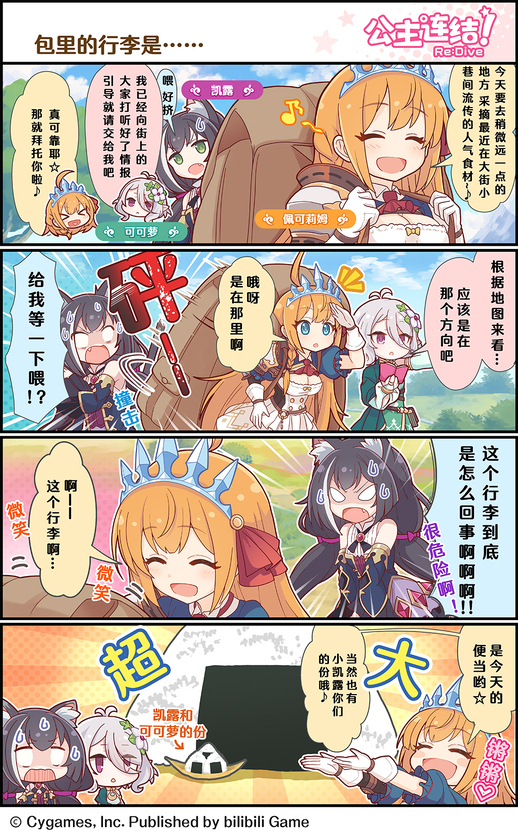 包里的行李是……
公主连结！
Re:Dive
今天要去稍微远一点的
地方 采摘最近在大街小
巷间流传的人气食材~♪
佩可莉姆
凯露
喂 好挤
我已经向街上的
大家打听好了情报
引导就请交给我吧
可可萝
真可靠耶☆
那就拜托你啦♪
根据地图来看…
应该是在
那个方向吧
哦呀
是在那里啊
砰——
撞击
给我等一下喂!?
这个行李到底
是怎么回事啊啊啊!!
很危险啊！
啊——
这个行李啊…
微笑
微笑
是今天的
便当哟☆
锵锵♡
超大
当然也有
小凯露你们
的份哦♪
凯露和
可可萝的份
© Cygames, Inc. Published by bilibili Game